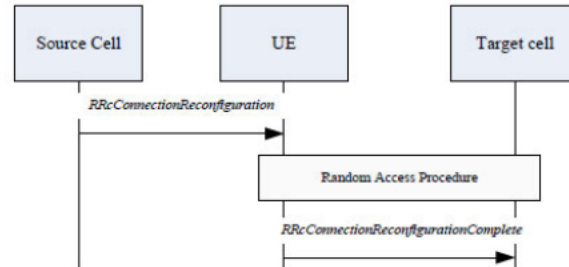 Source Cell
UE
Target cell
RRcConnectionReconfiguration
Random Access Procedure
RRcConnectionReconfigurationComplete